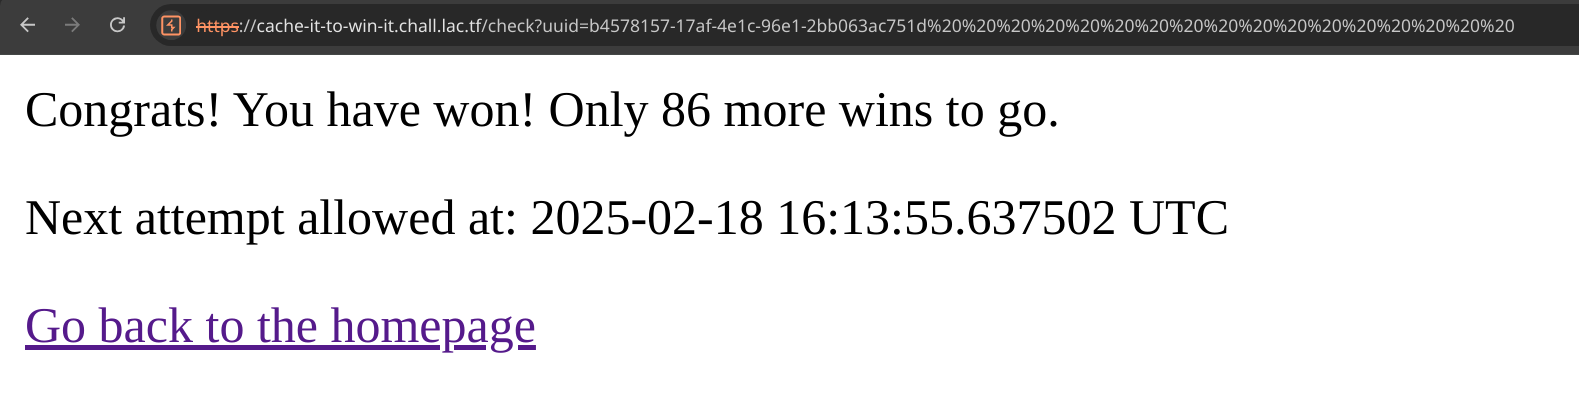 https://cache-it-to-win-it.chall.lac.tf/check?uuid=b4578157-17af-4e1c-96e1-2bb063ac751d%20%20%20%20%20%20%20%20%20%20%20%20%20%20%20%20%20
Congrats! You have won! Only 86 more wins to go.
Next attempt allowed at: 2025-02-18 16:13:55.637502 UTC
Go back to the homepage